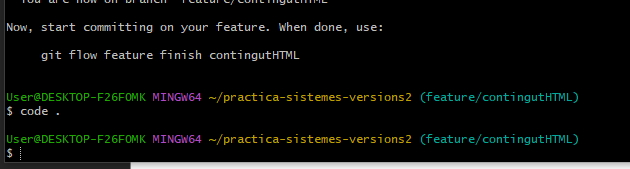 You are now on branch 'feature/contingutHTML'
Now, start committing on your feature. When done, use:
git flow feature finish contingutHTML
User@DESKTOP-F26FOMK MINGW64 ~/practica-sistemes-versions2 (feature/contingutHTML)
$ code .
User@DESKTOP-F26FOMK MINGW64 ~/practica-sistemes-versions2 (feature/contingutHTML)
$